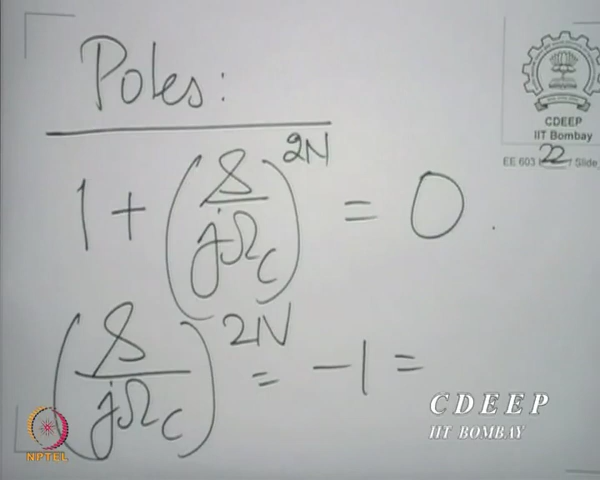 Poles:
CDEEP
IIT Bombay
EE 603 L 22 / Slide
1 + (s/jΩc)^2N = 0.
(s/jΩc)^2N = -1 =
CDEEP
IIT BOMBAY
NPTEL